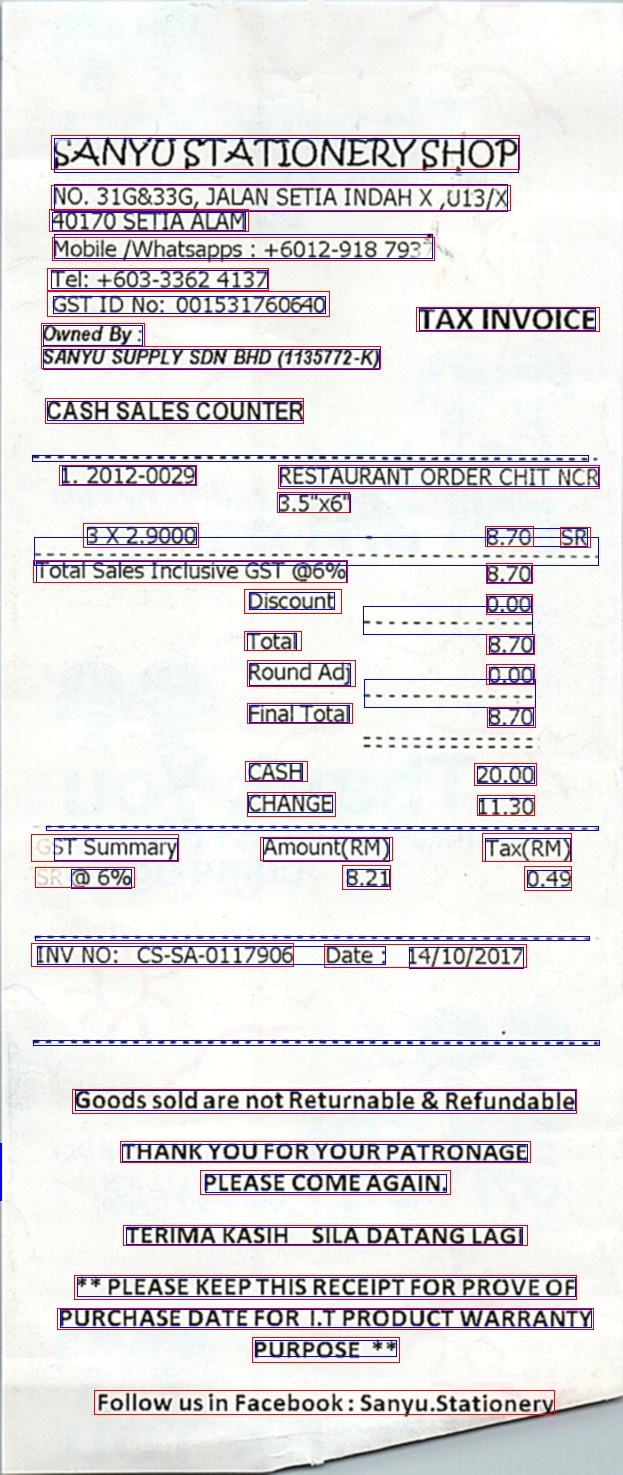 SANYU STATIONERY SHOP
NO. 31G&33G, JALAN SETIA INDAH X ,U13/X
40170 SETIA ALAM
Mobile /Whatsapps : +6012-918 7937
Tel: +603-3362 4137
GST ID No: 001531760640
TAX INVOICE
Owned By :
SANYU SUPPLY SDN BHD (1135772-K)
CASH SALES COUNTER
1. 2012-0029 RESTAURANT ORDER CHIT NCR
3.5"x6"
3 X 2.9000 8.70 SR
Total Sales Inclusive GST @6% 8.70
Discount 0.00
Total 8.70
Round Adj 0.00
Final Total 8.70
CASH 20.00
CHANGE 11.30
GST Summary Amount(RM) Tax(RM)
SR @ 6% 8.21 0.49
INV NO: CS-SA-0117906 Date : 14/10/2017
Goods sold are not Returnable & Refundable
THANK YOU FOR YOUR PATRONAGE
PLEASE COME AGAIN.
TERIMA KASIH SILA DATANG LAGI
** PLEASE KEEP THIS RECEIPT FOR PROVE OF
PURCHASE DATE FOR I.T PRODUCT WARRANTY
PURPOSE **
Follow us in Facebook : Sanyu.Stationery